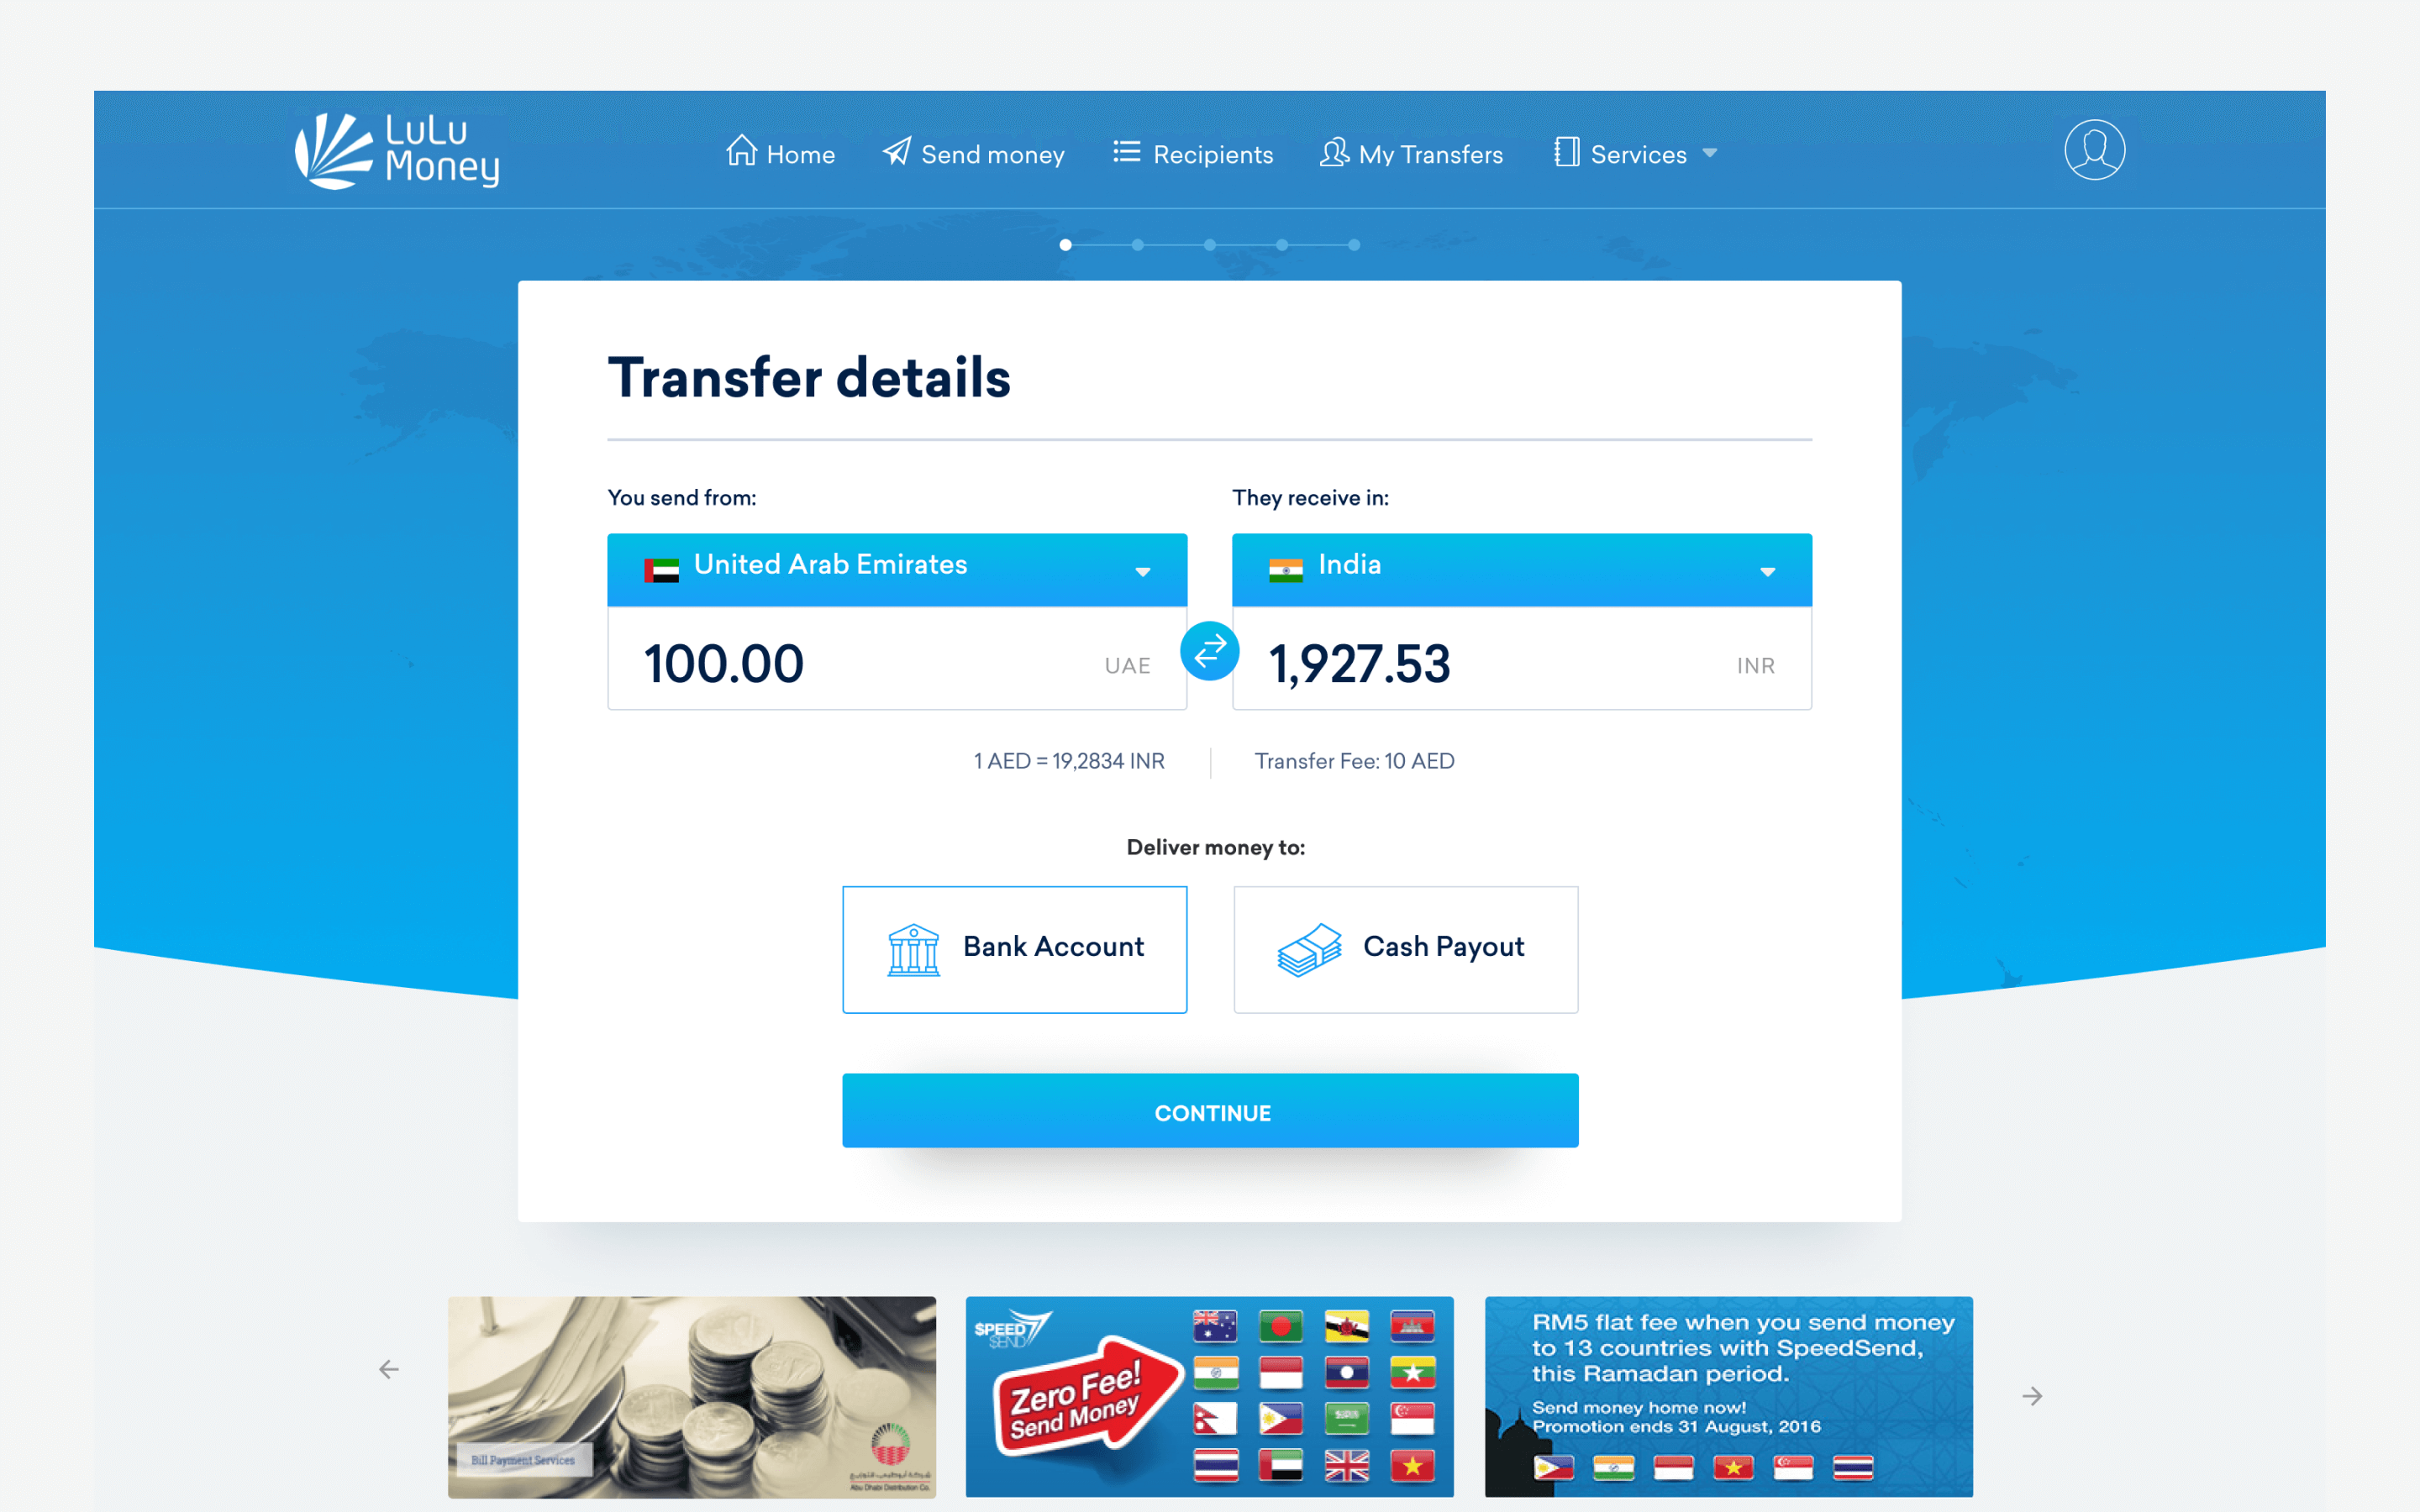 LuLu
Money
Home
Send money
Recipients
My Transfers
Services
Transfer details
You send from:
They receive in:
United Arab Emirates
India
100.00
UAE
1,927.53
INR
1 AED = 19,2834 INR
Transfer Fee: 10 AED
Deliver money to:
Bank Account
Cash Payout
CONTINUE
Bill Payment Services
Abu Dhabi Distribution Co.
SPEED
SEND
Zero Fee!
Send Money
RM5 flat fee when you send money
to 13 countries with SpeedSend,
this Ramadan period.
Send money home now!
Promotion ends 31 August, 2016